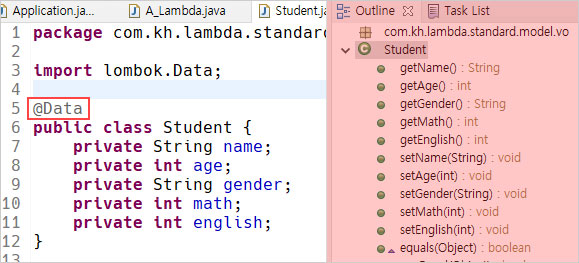 Application.ja...
A_Lambda.java
Student.ja
Outline
Task List
1 package com.kh.lambda.standard
2
3 import lombok.Data;
4
5 @Data
6 public class Student {
7 private String name;
8 private int age;
9 private String gender;
10 private int math;
11 private int english;
12 }
com.kh.lambda.standard.model.vo
Student
getName() : String
getAge() : int
getGender() : String
getMath() : int
getEnglish() : int
setName(String) : void
setAge(int) : void
setGender(String) : void
setMath(int) : void
setEnglish(int) : void
equals(Object) : boolean